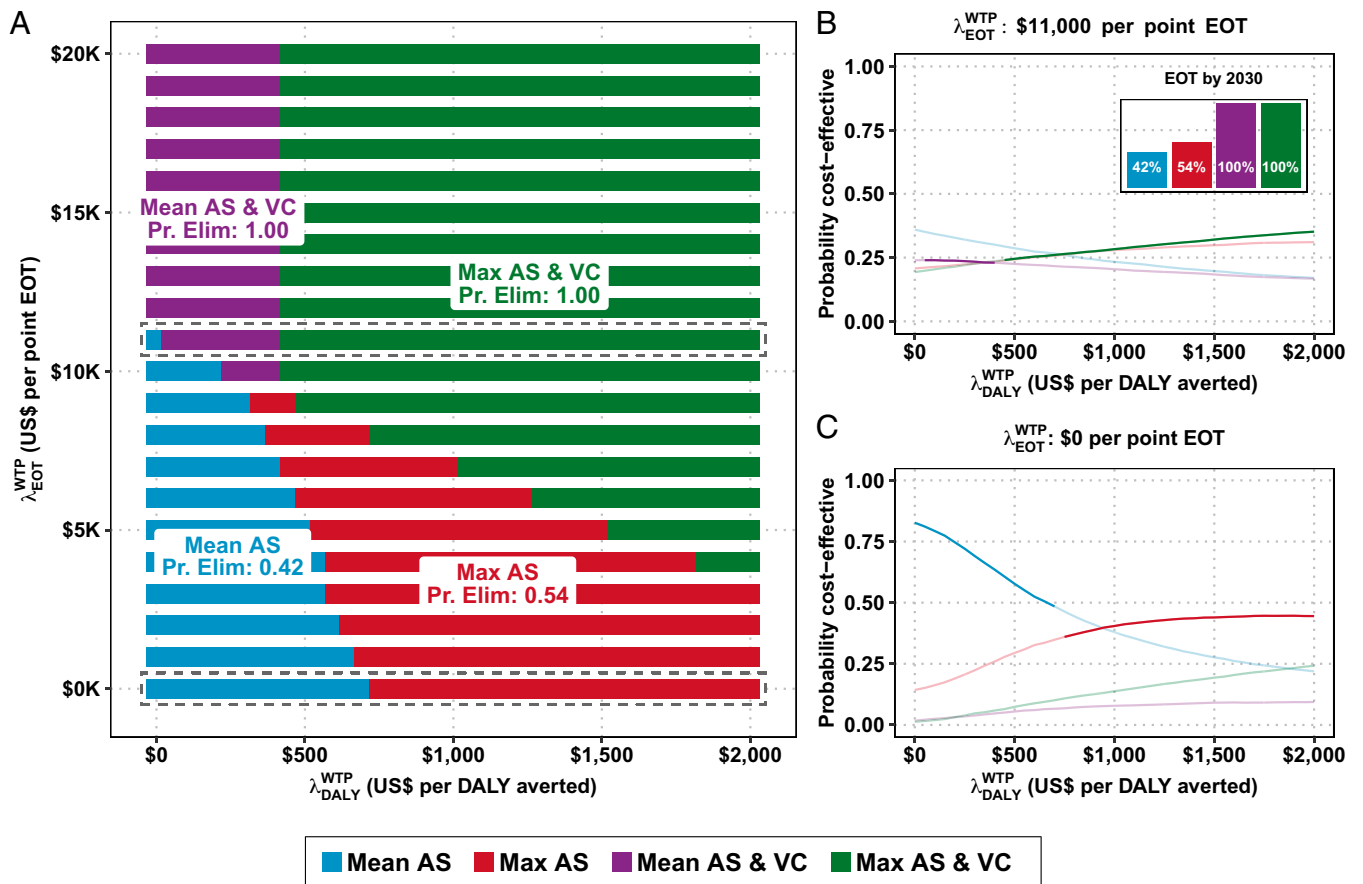 A
$20K
$15K
$10K
$5K
$0K
λ^WTP_EOT (US$ per point EOT)
Mean AS & VC
Pr. Elim: 1.00
Max AS & VC
Pr. Elim: 1.00
Mean AS
Pr. Elim: 0.42
Max AS
Pr. Elim: 0.54
$0 $500 $1,000 $1,500 $2,000
λ^WTP_DALY (US$ per DALY averted)
B
λ^WTP_EOT : $11,000 per point EOT
Probability cost−effective
1.00
0.75
0.50
0.25
0.00
EOT by 2030
42% 54% 100% 100%
$0 $500 $1,000 $1,500 $2,000
λ^WTP_DALY (US$ per DALY averted)
C
λ^WTP_EOT : $0 per point EOT
Probability cost−effective
1.00
0.75
0.50
0.25
0.00
$0 $500 $1,000 $1,500 $2,000
λ^WTP_DALY (US$ per DALY averted)
Mean AS Max AS Mean AS & VC Max AS & VC